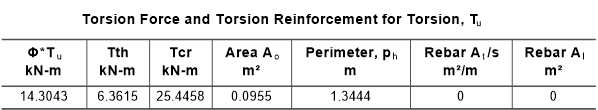 Torsion Force and Torsion Reinforcement for Torsion, Tu
Φ*Tu Tth Tcr Area Ao Perimeter, ph Rebar At/s Rebar Al
kN-m kN-m kN-m m² m m²/m m²
14.3043 6.3615 25.4458 0.0955 1.3444 0 0